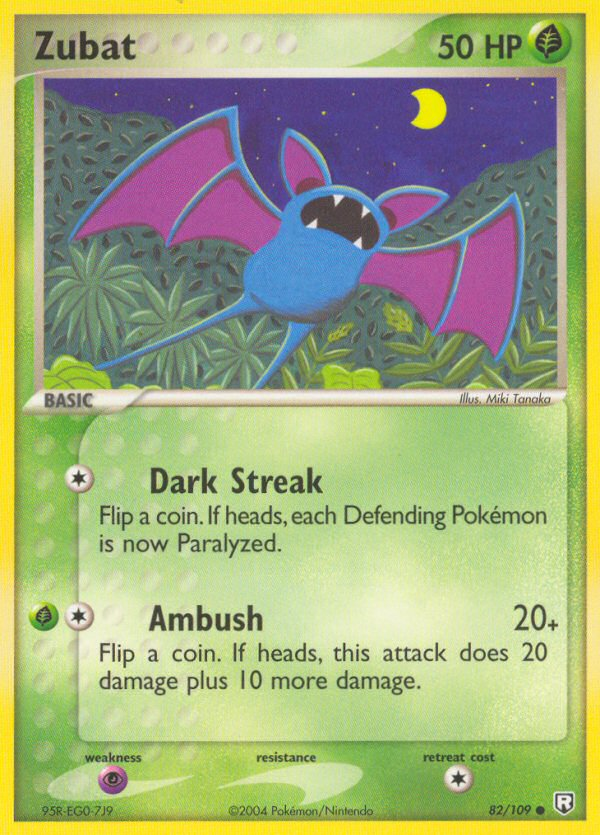 Zubat 50 HP
BASIC Illus. Miki Tanaka
Dark Streak
Flip a coin. If heads, each Defending Pokémon
is now Paralyzed.
Ambush 20+
Flip a coin. If heads, this attack does 20
damage plus 10 more damage.
weakness resistance retreat cost
95R-EG0-7J9 ©2004 Pokémon/Nintendo 82/109 R